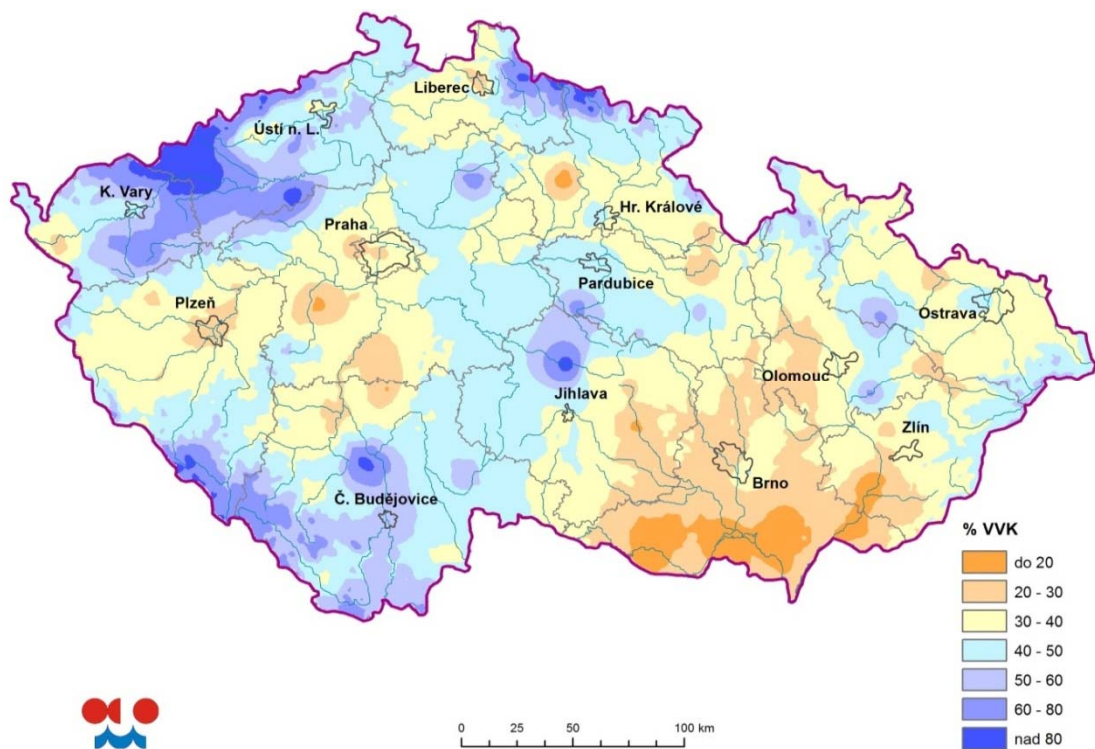 Liberec
Ústí n. L.
K. Vary
Praha
Hr. Králové
Pardubice
Plzeň
Ostrava
Olomouc
Jihlava
Zlín
Brno
Č. Budějovice
% VVK
do 20
20 - 30
30 - 40
40 - 50
50 - 60
60 - 80
nad 80
0 25 50 100 km